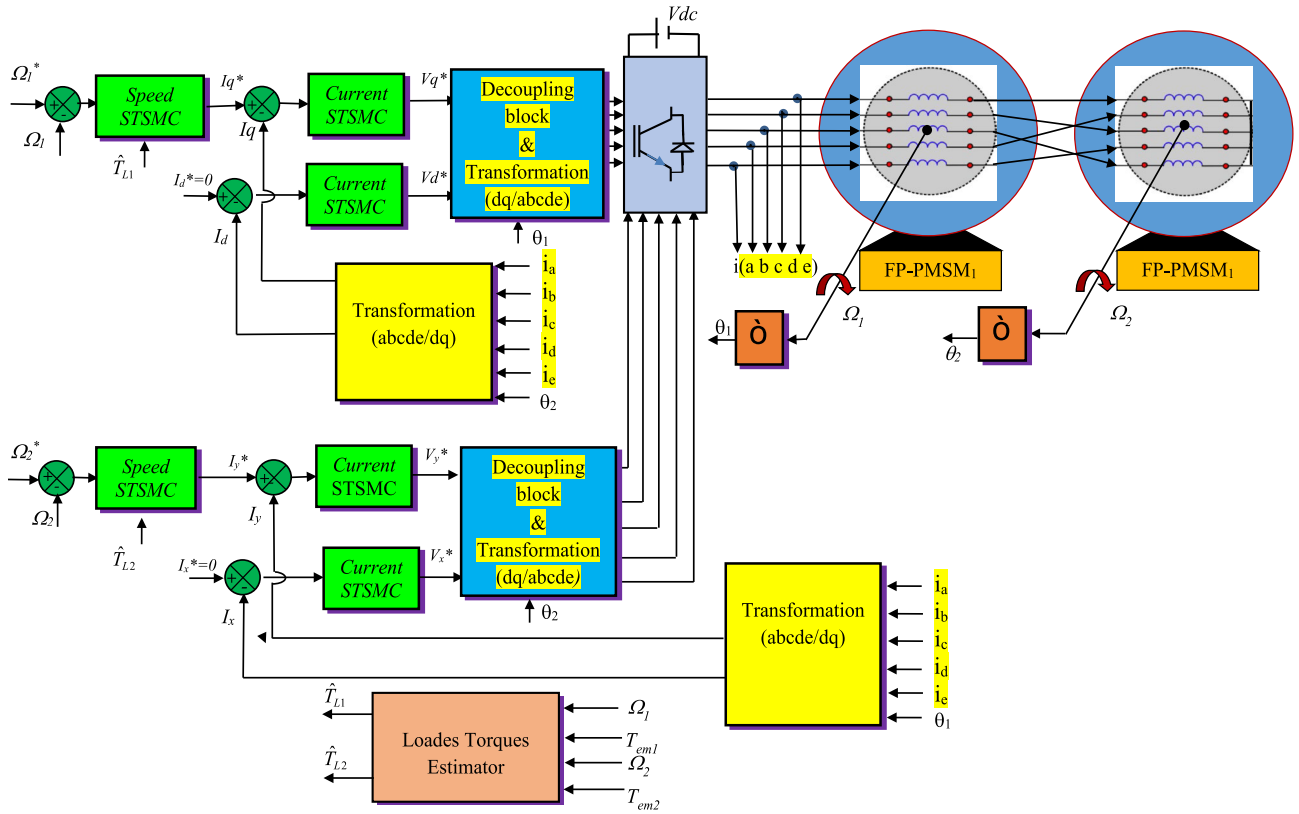 Vdc
Ω1*
Speed
STSMC
Iq*
Current
STSMC
Vq*
Decoupling
block
&
Transformation
(dq/abcde)
Ω1
T̂L1
Iq
Id*=0
Current
STSMC
Vd*
Id
θ1
i(a b c d e)
FP-PMSM1
FP-PMSM1
Transformation
(abcde/dq)
ia
ib
ic
id
ie
θ2
θ1
Ò
Ω1
θ2
Ò
Ω2
Ω2*
Speed
STSMC
Iy*
Current
STSMC
Vy*
Decoupling
block
&
Transformation
(dq/abcde)
Ω2
T̂L2
Iy
Ix*=0
Current
STSMC
Vx*
Ix
θ2
Transformation
(abcde/dq)
ia
ib
ic
id
ie
θ1
T̂L1
T̂L2
Loades Torques
Estimator
Ω1
Tem1
Ω2
Tem2